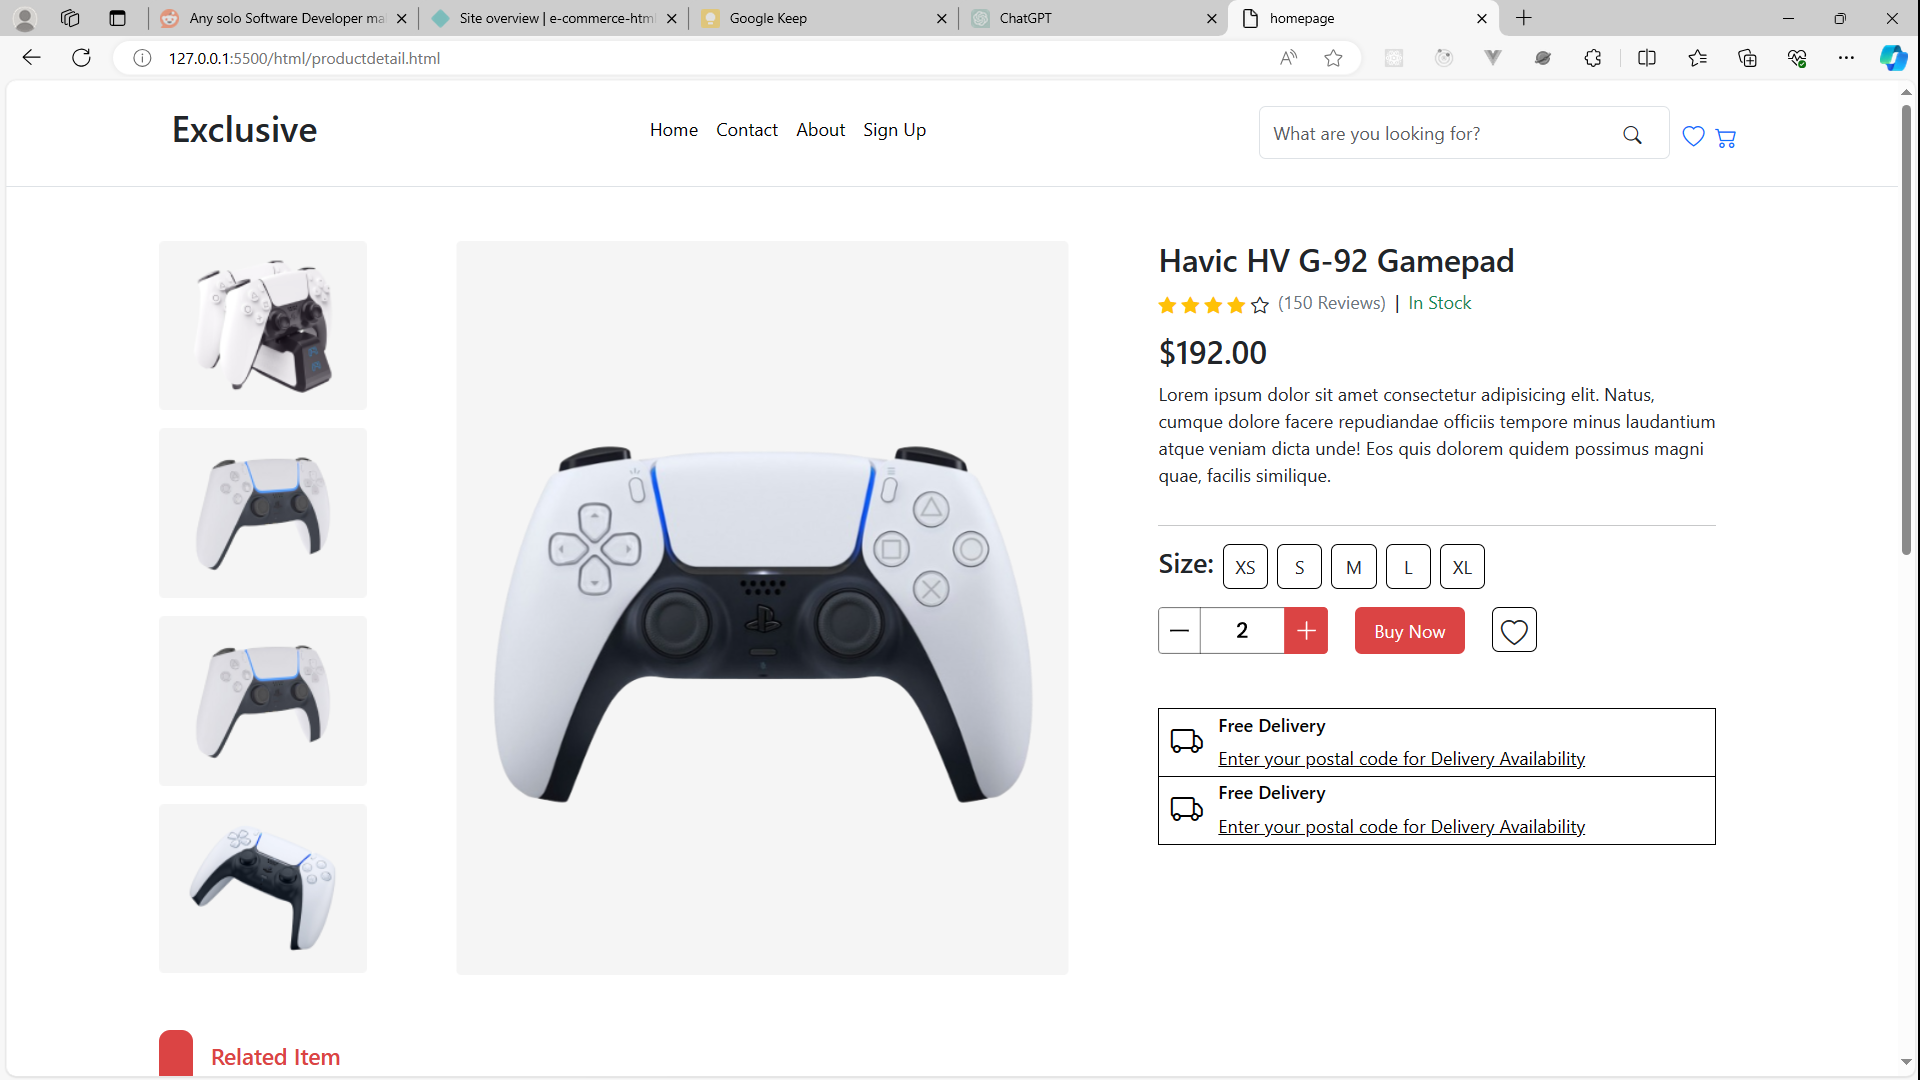 Any solo Software Developer mai
Site overview | e-commerce-htm
Google Keep
ChatGPT
homepage
127.0.0.1:5500/html/productdetail.html
Exclusive
Home Contact About Sign Up
What are you looking for?
Havic HV G-92 Gamepad
(150 Reviews) | In Stock
$192.00
Lorem ipsum dolor sit amet consectetur adipisicing elit. Natus,
cumque dolore facere repudiandae officiis tempore minus laudantium
atque veniam dicta unde! Eos quis dolorem quidem possimus magni
quae, facilis similique.
Size: XS S M L XL
2
Buy Now
Free Delivery
Enter your postal code for Delivery Availability
Free Delivery
Enter your postal code for Delivery Availability
Related Item